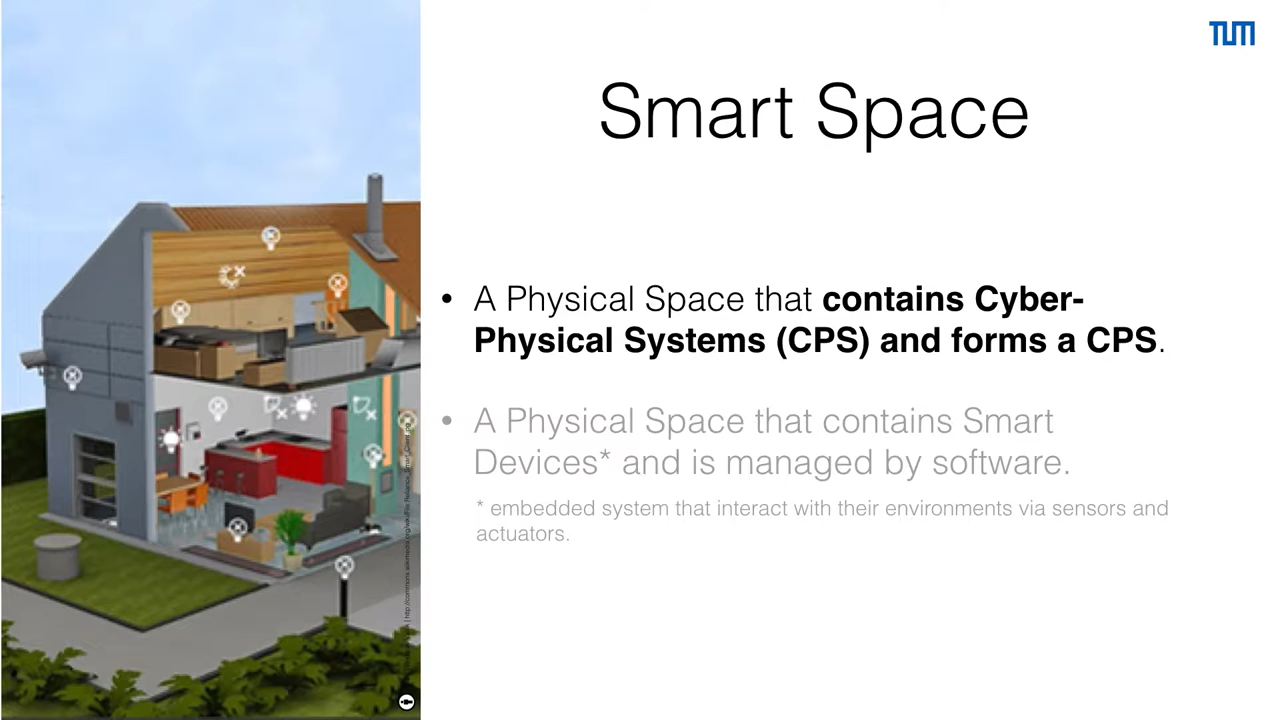 TUM
Smart Space
• A Physical Space that contains Cyber-
Physical Systems (CPS) and forms a CPS.
• A Physical Space that contains Smart
Devices* and is managed by software.
* embedded system that interact with their environments via sensors and
actuators.